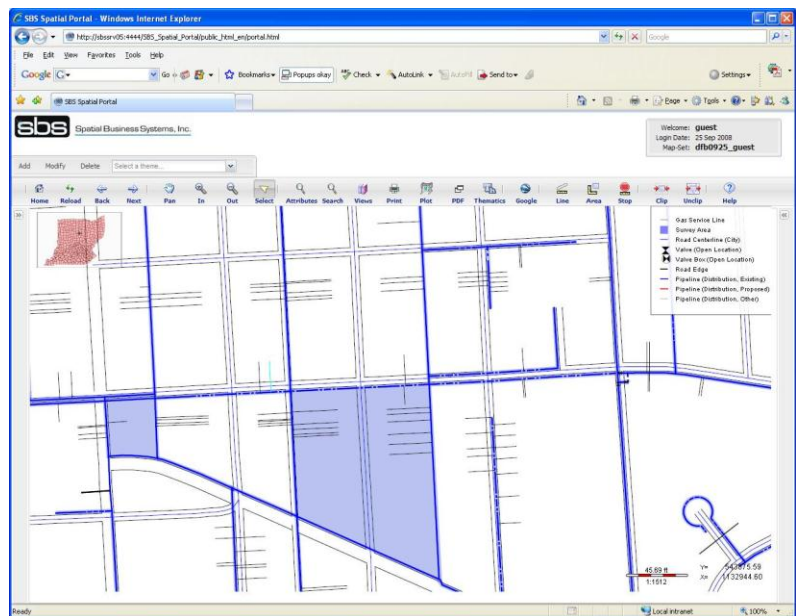 SBS Spatial Portal - Windows Internet Explorer
http://sbssrv05:4444/SBS_Spatial_Portal/public_html_en/portal.html
Google
File Edit View Favorites Tools Help
Google G Go Bookmarks Popups okay Check AutoLink AutoFill Send to Settings
SBS Spatial Portal Page Tools
sbs Spatial Business Systems, Inc.
Welcome: guest
Login Date: 25 Sep 2008
Map-Set: dfb0925_guest
Add Modify Delete Select a theme...
Home Reload Back Next Pan In Out Select Attributes Search Views Print Plot PDF Thematics Google Line Area Stop Clip Unclip Help
Gas Service Line
Survey Area
Road Centerline (City)
Valve (Open Location)
Valve Box (Open Location)
Road Edge
Pipeline (Distribution, Existing)
Pipeline (Distribution, Proposed)
Pipeline (Distribution, Other)
45.69 ft
1:1612
Y=
X= 1132944.60
Ready Local intranet 100%